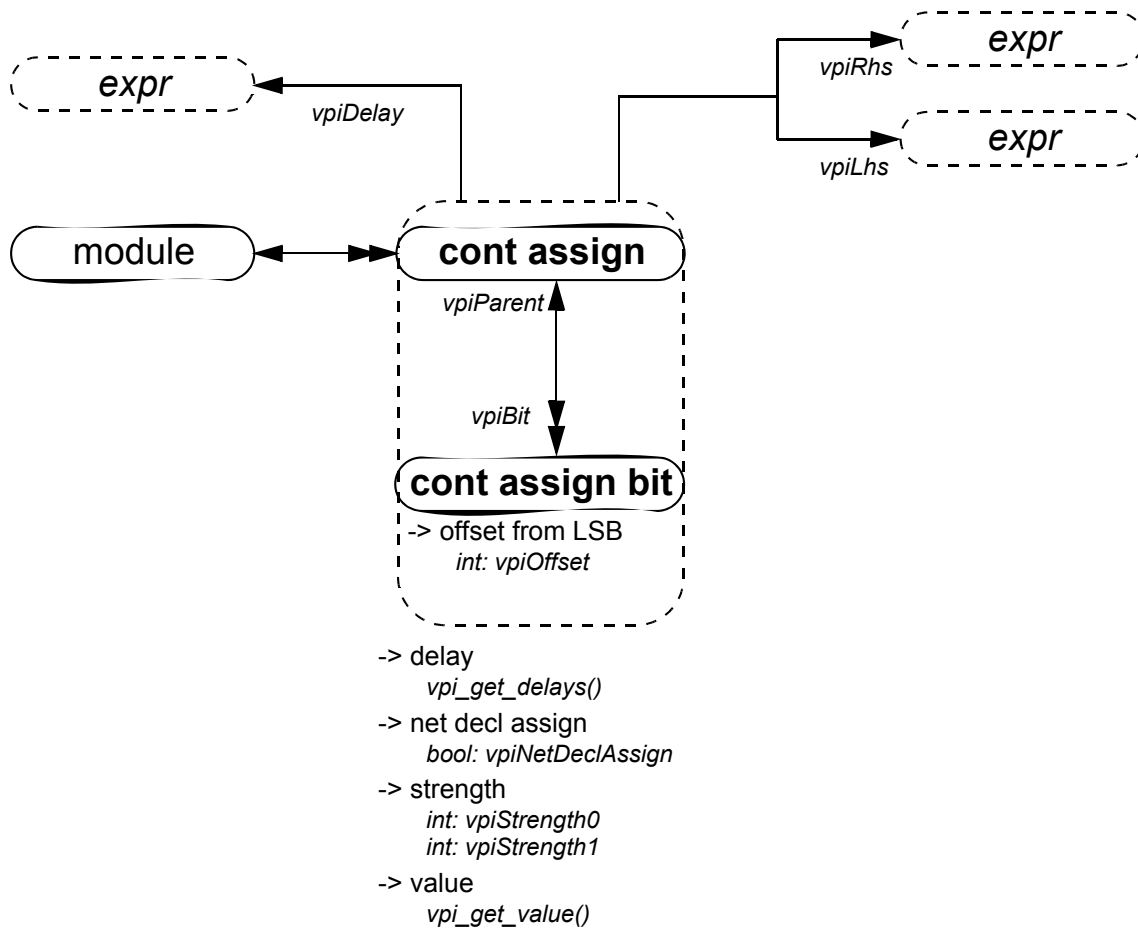 expr
vpiDelay
vpiRhs
expr
vpiLhs
expr
module
cont assign
vpiParent
vpiBit
cont assign bit
-> offset from LSB
int: vpiOffset
-> delay
vpi_get_delays()
-> net decl assign
bool: vpiNetDeclAssign
-> strength
int: vpiStrength0
int: vpiStrength1
-> value
vpi_get_value()